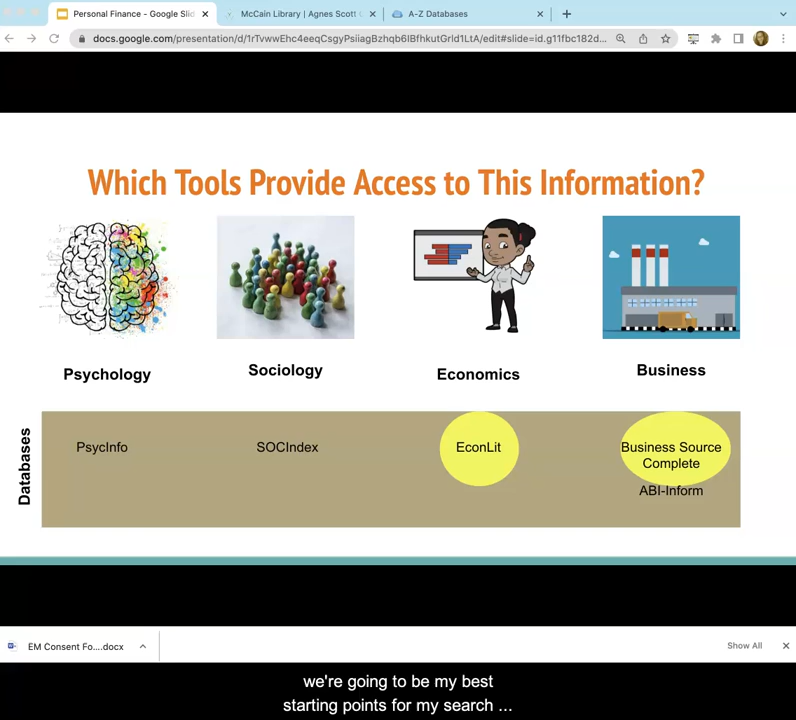 Personal Finance - Google Slid
McCain Library | Agnes Scott
A-Z Databases
docs.google.com/presentation/d/1rTvwwEhc4eeqCsgyPsiiagBzhqb6IBfhkutGrId1LtA/edit#slide=id.g11fbc182d...
Which Tools Provide Access to This Information?
Psychology
Sociology
Economics
Business
Databases
PsycInfo
SOCIndex
EconLit
Business Source
Complete
ABI-Inform
EM Consent Fo....docx
Show All
we're going to be my best
starting points for my search ...